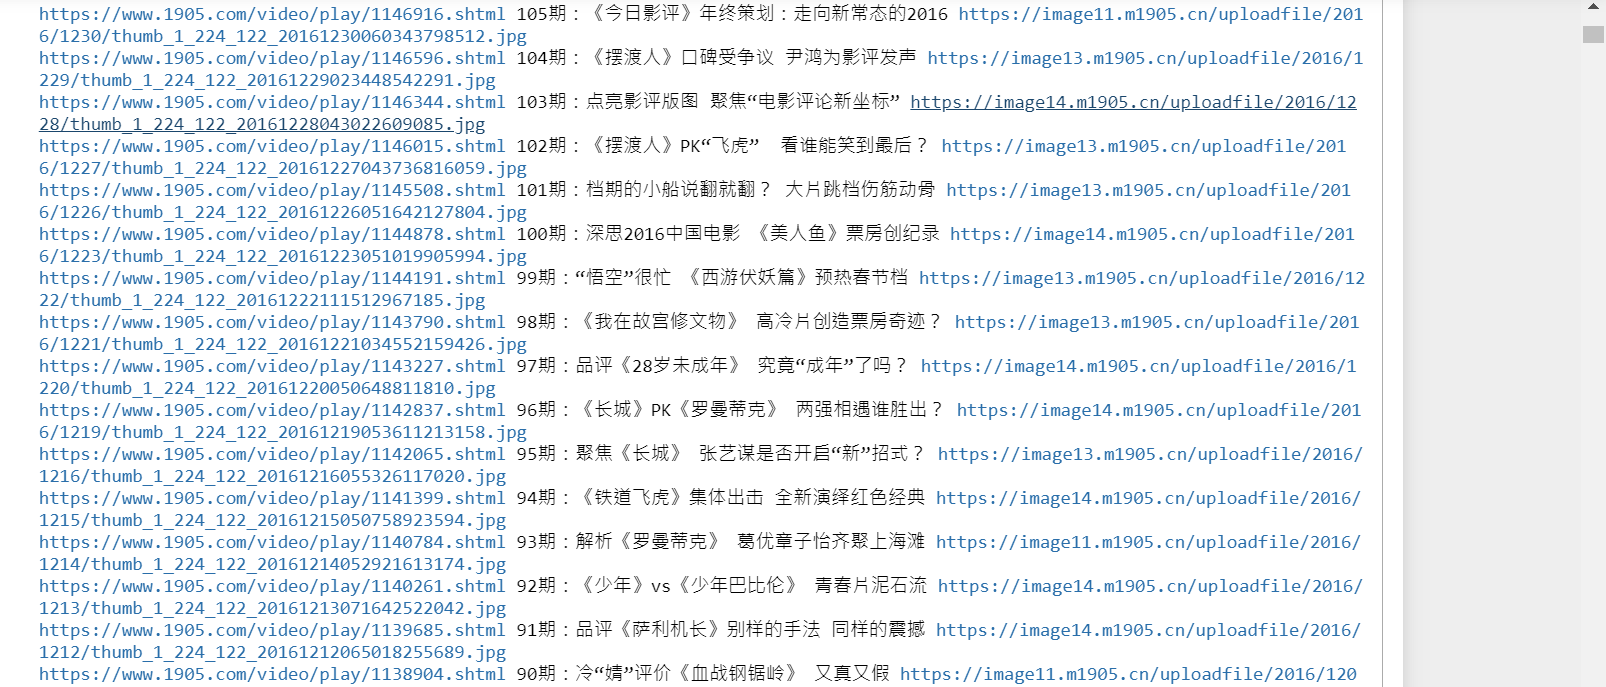 https://www.1905.com/video/play/1146916.shtml 105期：《今日影评》年终策划：走向新常态的2016 https://image11.m1905.cn/uploadfile/201
6/1230/thumb_1_224_122_20161230060343798512.jpg
https://www.1905.com/video/play/1146596.shtml 104期：《摆渡人》口碑受争议 尹鸿为影评发声 https://image13.m1905.cn/uploadfile/2016/1
229/thumb_1_224_122_20161229023448542291.jpg
https://www.1905.com/video/play/1146344.shtml 103期：点亮影评版图 聚焦“电影评论新坐标” https://image14.m1905.cn/uploadfile/2016/12
28/thumb_1_224_122_20161228043022609085.jpg
https://www.1905.com/video/play/1146015.shtml 102期：《摆渡人》PK“飞虎” 看谁能笑到最后？ https://image13.m1905.cn/uploadfile/201
6/1227/thumb_1_224_122_20161227043736816059.jpg
https://www.1905.com/video/play/1145508.shtml 101期：档期的小船说翻就翻？ 大片跳档伤筋动骨 https://image13.m1905.cn/uploadfile/201
6/1226/thumb_1_224_122_20161226051642127804.jpg
https://www.1905.com/video/play/1144878.shtml 100期：深思2016中国电影 《美人鱼》票房创纪录 https://image14.m1905.cn/uploadfile/201
6/1223/thumb_1_224_122_20161223051019905994.jpg
https://www.1905.com/video/play/1144191.shtml 99期：“悟空”很忙 《西游伏妖篇》预热春节档 https://image13.m1905.cn/uploadfile/2016/12
22/thumb_1_224_122_20161222111512967185.jpg
https://www.1905.com/video/play/1143790.shtml 98期：《我在故宫修文物》 高冷片创造票房奇迹？ https://image13.m1905.cn/uploadfile/201
6/1221/thumb_1_224_122_20161221034552159426.jpg
https://www.1905.com/video/play/1143227.shtml 97期：品评《28岁未成年》 究竟“成年”了吗？ https://image14.m1905.cn/uploadfile/2016/1
220/thumb_1_224_122_20161220050648811810.jpg
https://www.1905.com/video/play/1142837.shtml 96期：《长城》PK《罗曼蒂克》 两强相遇谁胜出？ https://image14.m1905.cn/uploadfile/201
6/1219/thumb_1_224_122_20161219053611213158.jpg
https://www.1905.com/video/play/1142065.shtml 95期：聚焦《长城》 张艺谋是否开启“新”招式？ https://image13.m1905.cn/uploadfile/2016/
1216/thumb_1_224_122_20161216055326117020.jpg
https://www.1905.com/video/play/1141399.shtml 94期：《铁道飞虎》集体出击 全新演绎红色经典 https://image14.m1905.cn/uploadfile/2016/
1215/thumb_1_224_122_20161215050758923594.jpg
https://www.1905.com/video/play/1140784.shtml 93期：解析《罗曼蒂克》 葛优章子怡齐聚上海滩 https://image11.m1905.cn/uploadfile/2016/
1214/thumb_1_224_122_20161214052921613174.jpg
https://www.1905.com/video/play/1140261.shtml 92期：《少年》vs《少年巴比伦》 青春片泥石流 https://image14.m1905.cn/uploadfile/2016/
1213/thumb_1_224_122_20161213071642522042.jpg
https://www.1905.com/video/play/1139685.shtml 91期：品评《萨利机长》别样的手法 同样的震撼 https://image14.m1905.cn/uploadfile/2016/
1212/thumb_1_224_122_20161212065018255689.jpg
https://www.1905.com/video/play/1138904.shtml 90期：冷“婧”评价《血战钢锯岭》 又真又假 https://image11.m1905.cn/uploadfile/2016/120